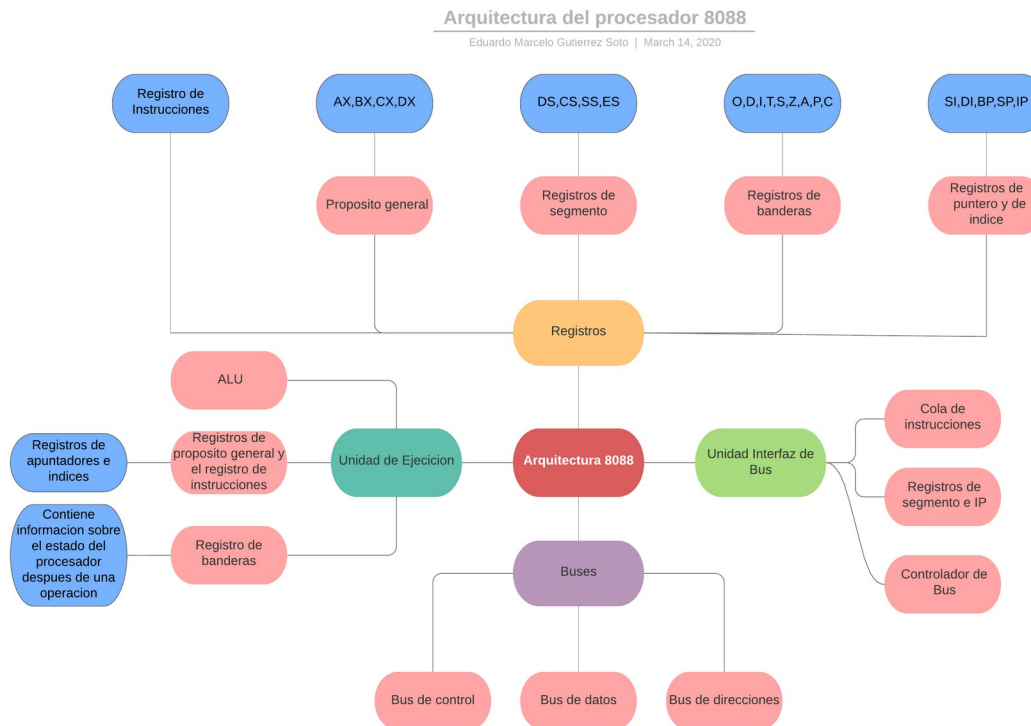 Arquitectura del procesador 8088
Eduardo Marcelo Gutierrez Soto | March 14, 2020
Registro de
Instrucciones
AX,BX,CX,DX
DS,CS,SS,ES
O,D,I,T,S,Z,A,P,C
SI,DI,BP,SP,IP
Proposito general
Registros de
segmento
Registros de
banderas
Registros de
puntero y de
indice
Registros
ALU
Registros de
apuntadores e
indices
Registros de
proposito general y
el registro de
instrucciones
Unidad de Ejecicion
Arquitectura 8088
Unidad Interfaz de
Bus
Cola de
instrucciones
Registros de
segmento e IP
Controlador de
Bus
Contiene
informacion sobre
el estado del
procesador
despues de una
operacion
Registro de
banderas
Buses
Bus de control
Bus de datos
Bus de direcciones